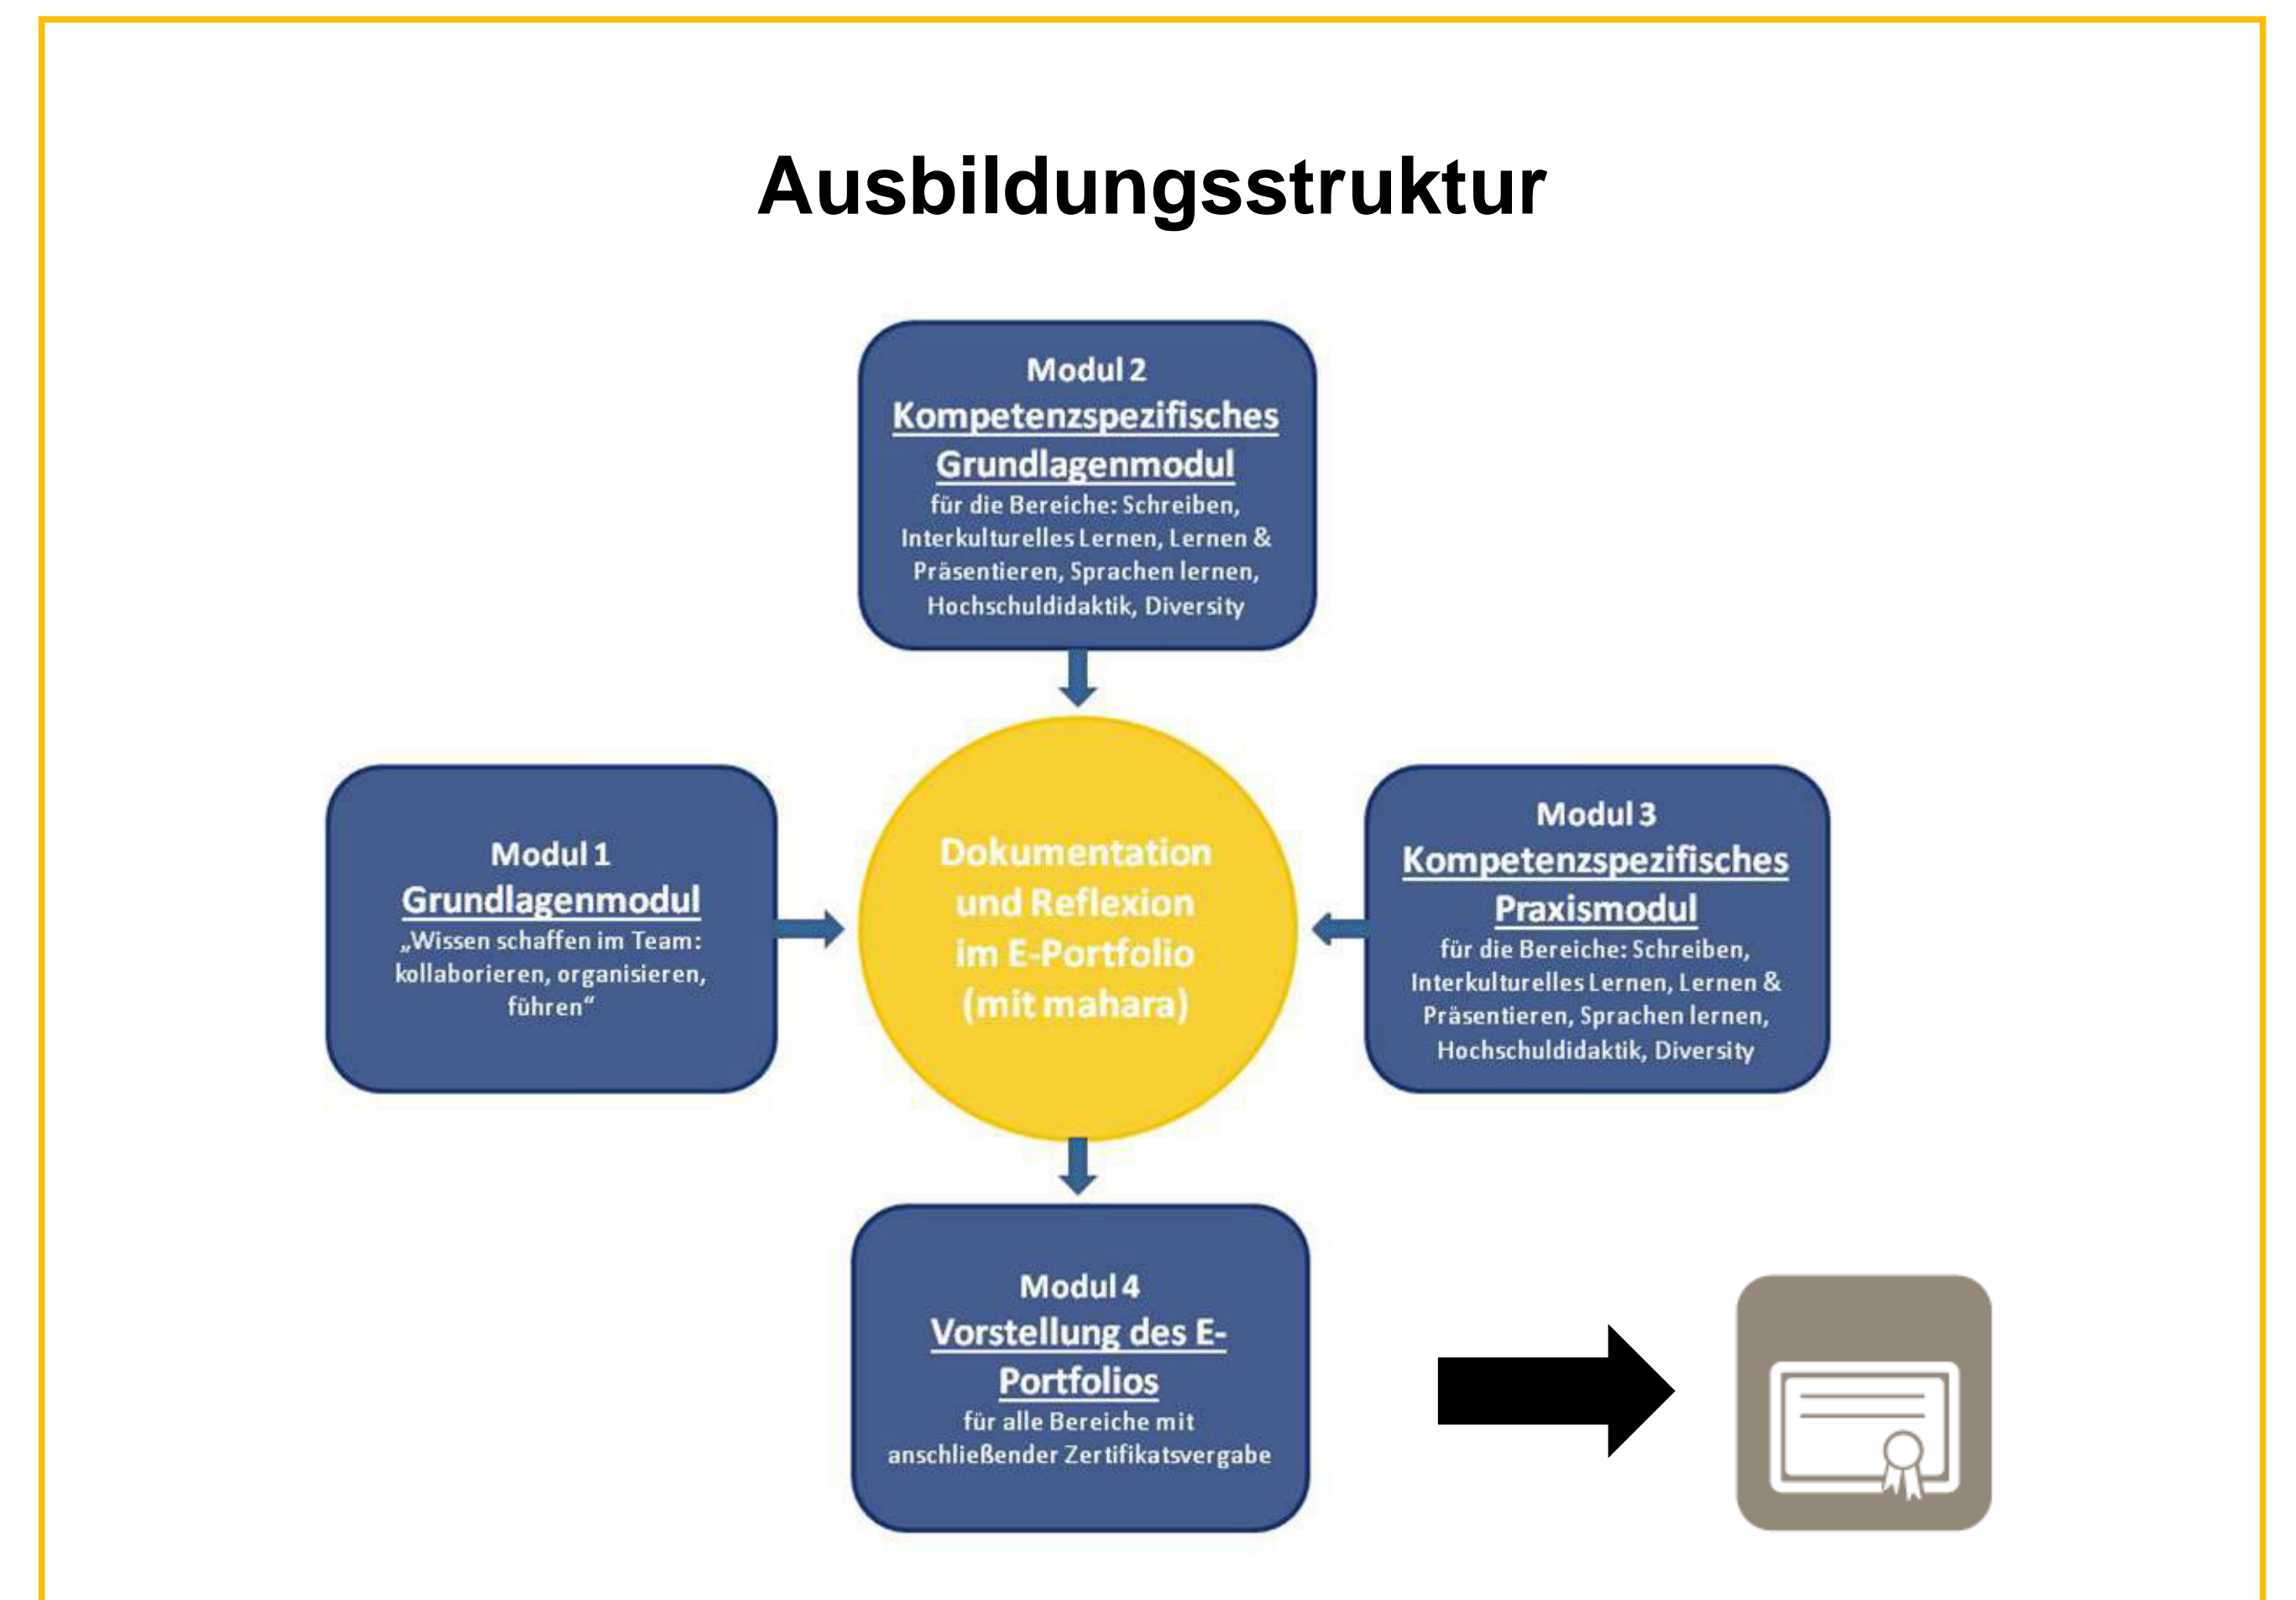 Ausbildungsstruktur
Modul 2
Kompetenzspezifisches
Grundlagenmodul
für die Bereiche: Schreiben,
Interkulturelles Lernen, Lernen &
Präsentieren, Sprachen lernen,
Hochschuldidaktik, Diversity
Modul 1
Grundlagenmodul
„Wissen schaffen im Team:
kollaborieren, organisieren,
führen“
Dokumentation
und Reflexion
im E-Portfolio
(mit mahara)
Modul 3
Kompetenzspezifisches
Praxismodul
für die Bereiche: Schreiben,
Interkulturelles Lernen, Lernen &
Präsentieren, Sprachen lernen,
Hochschuldidaktik, Diversity
Modul 4
Vorstellung des E-
Portfolios
für alle Bereiche mit
anschließender Zertifikatsvergabe